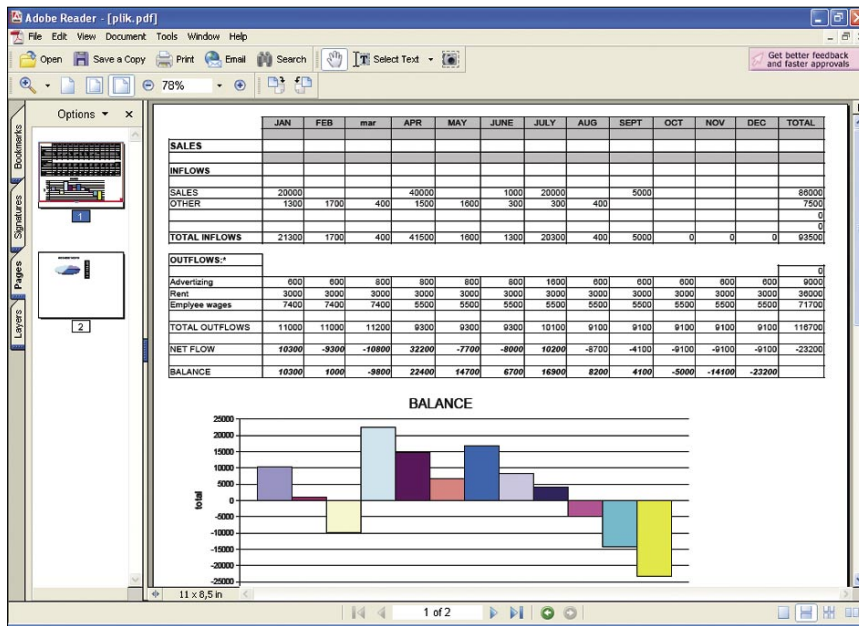 Adobe Reader - [plik.pdf]
File Edit View Document Tools Window Help
Open Save a Copy Print Email Search Select Text
Get better feedback
and faster approvals
78%
Options
Bookmarks
Signatures
Pages
Layers
1
2
JAN FEB mar APR MAY JUNE JULY AUG SEPT OCT NOV DEC TOTAL
SALES
INFLOWS
SALES 20000 40000 1000 20000 5000 86000
OTHER 1300 1700 400 1500 1600 300 300 400 7500
0
0
TOTAL INFLOWS 21300 1700 400 41500 1600 1300 20300 400 5000 0 0 0 93500
OUTFLOWS:*
0
Advertizing 600 600 800 800 800 800 1600 600 600 600 600 600 9000
Rent 3000 3000 3000 3000 3000 3000 3000 3000 3000 3000 3000 3000 36000
Emplyee wages 7400 7400 7400 5500 5500 5500 5500 5500 5500 5500 5500 5500 71700
TOTAL OUTFLOWS 11000 11000 11200 9300 9300 9300 10100 9100 9100 9100 9100 9100 116700
NET FLOW 10300 -9300 -10800 32200 -7700 -8000 10200 -8700 -4100 -9100 -9100 -9100 -23200
BALANCE 10300 1000 -9800 22400 14700 6700 16900 8200 4100 -5000 -14100 -23200
BALANCE
total
25000
20000
15000
10000
5000
0
-5000
-10000
-15000
-20000
-25000
11 x 8,5 in
1 of 2